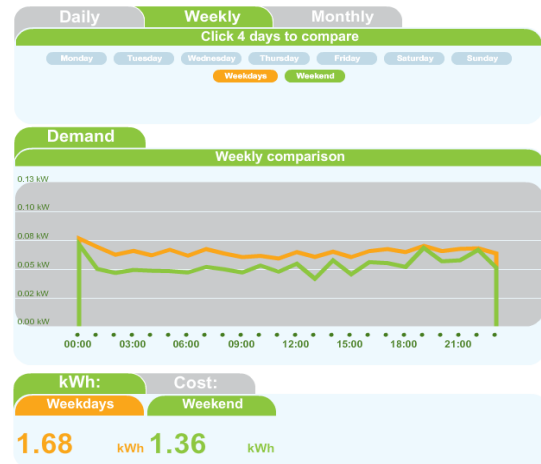 Daily Weekly Monthly
Click 4 days to compare
Monday Tuesday Wednesday Thursday Friday Saturday Sunday
Weekdays Weekend
Demand
Weekly comparison
0.13 kW
0.10 kW
0.08 kW
0.05 kW
0.02 kW
0.00 kW
00:00 03:00 06:00 09:00 12:00 15:00 18:00 21:00
kWh: Cost:
Weekdays Weekend
1.68 kWh 1.36 kWh